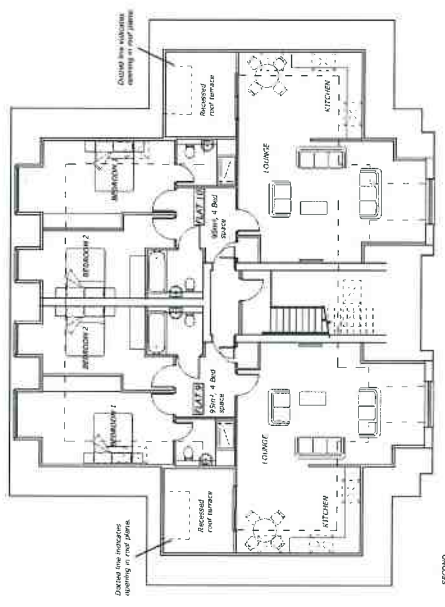 Dotted line indicates
opening in roof plane.
Recessed
roof terrace
KITCHEN
LOUNGE
BEDROOM 1
BEDROOM 2
FLAT 10
95m², 4 Bed
space
BEDROOM 2
BEDROOM 1
FLAT 9
95m², 4 Bed
space
LOUNGE
KITCHEN
Recessed
roof terrace
Dotted line indicates
opening in roof plane.
SECOND